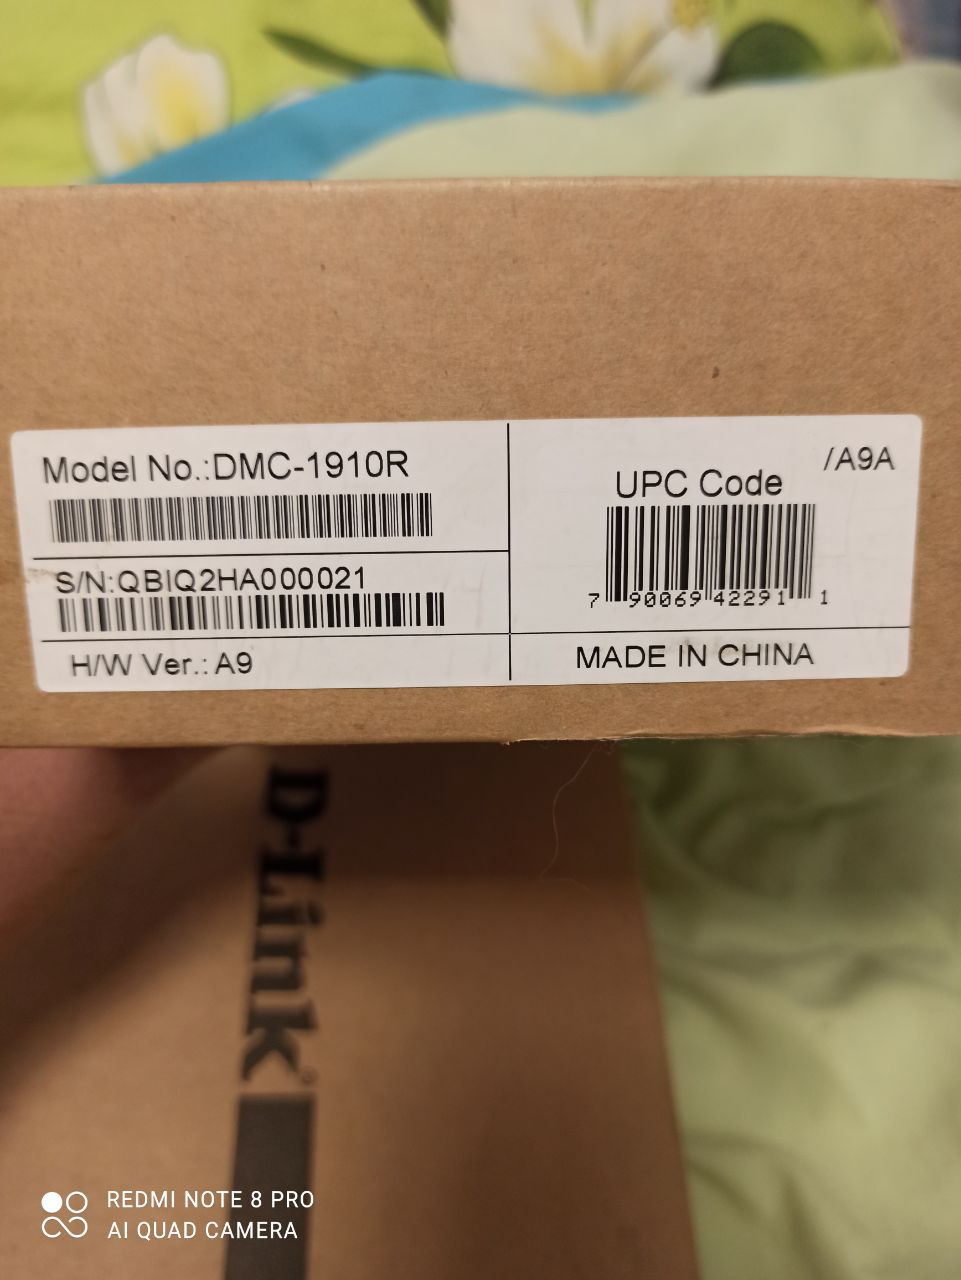 Model No.:DMC-1910R
S/N:QBIQ2HA000021
H/W Ver.: A9
/A9A
UPC Code
7 90069 42291 1
MADE IN CHINA
D-Link®
REDMI NOTE 8 PRO
AI QUAD CAMERA